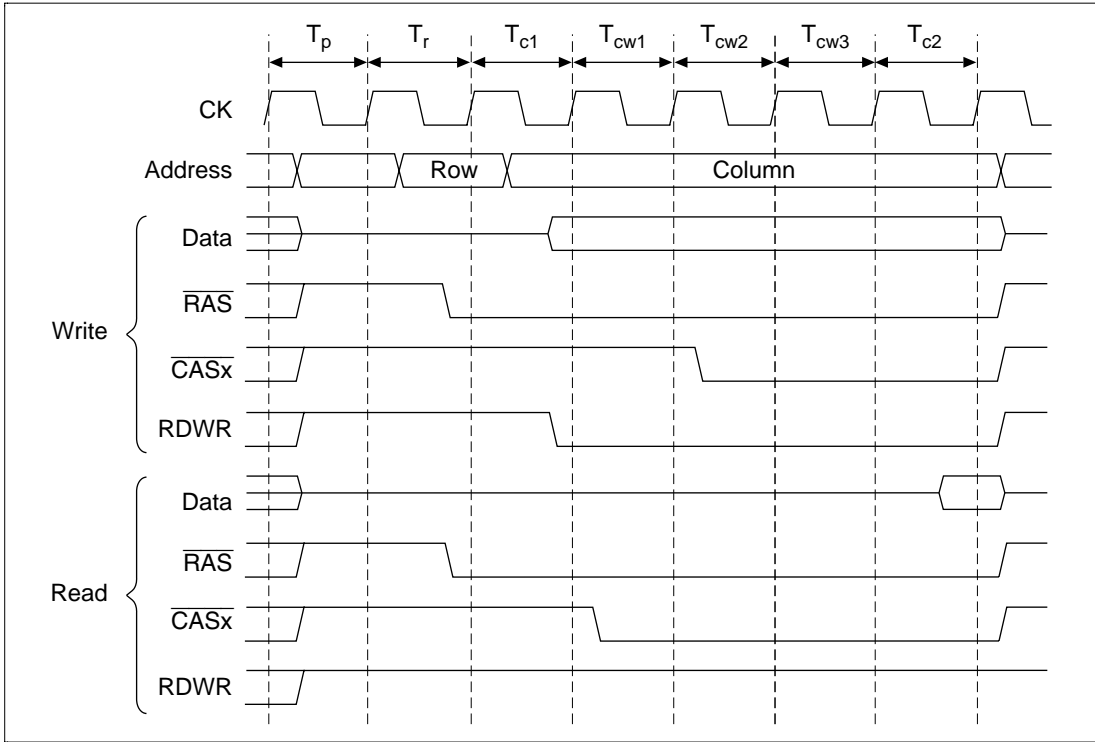 Tp Tr Tc1 Tcw1 Tcw2 Tcw3 Tc2
CK
Address Row Column
Write
Data
RAS
CASx
RDWR
Read
Data
RAS
CASx
RDWR